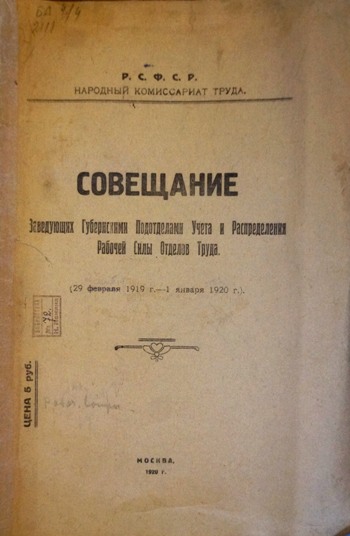 Р. С. Ф. С. Р.
НАРОДНЫЙ КОМИССАРИАТ ТРУДА.
СОВЕЩАНИЕ
Заведующих Губернскими Подотделами Учета и Распределения
Рабочей Силы Отделов Труда.
(29 февраля 1919 г.—1 января 1920 г.).
ЦЕНА 5 руб.
МОСКВА.
1920 г.